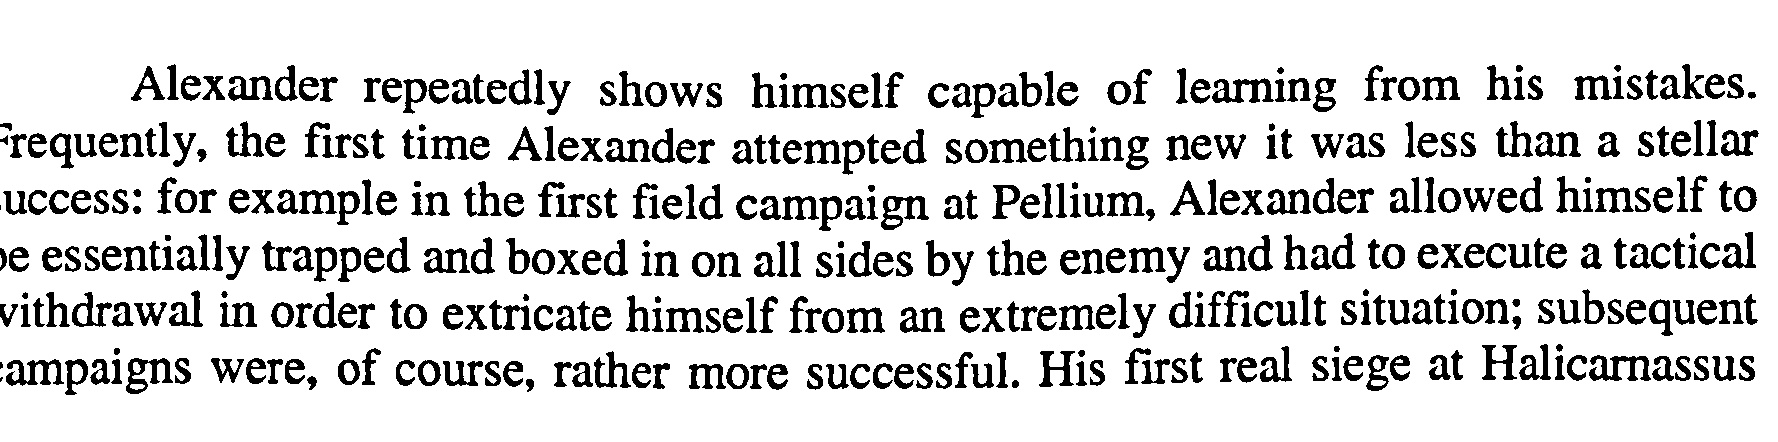 Alexander repeatedly shows himself capable of learning from his mistakes.
Frequently, the first time Alexander attempted something new it was less than a stellar
success: for example in the first field campaign at Pellium, Alexander allowed himself to
be essentially trapped and boxed in on all sides by the enemy and had to execute a tactical
withdrawal in order to extricate himself from an extremely difficult situation; subsequent
campaigns were, of course, rather more successful. His first real siege at Halicarnassus